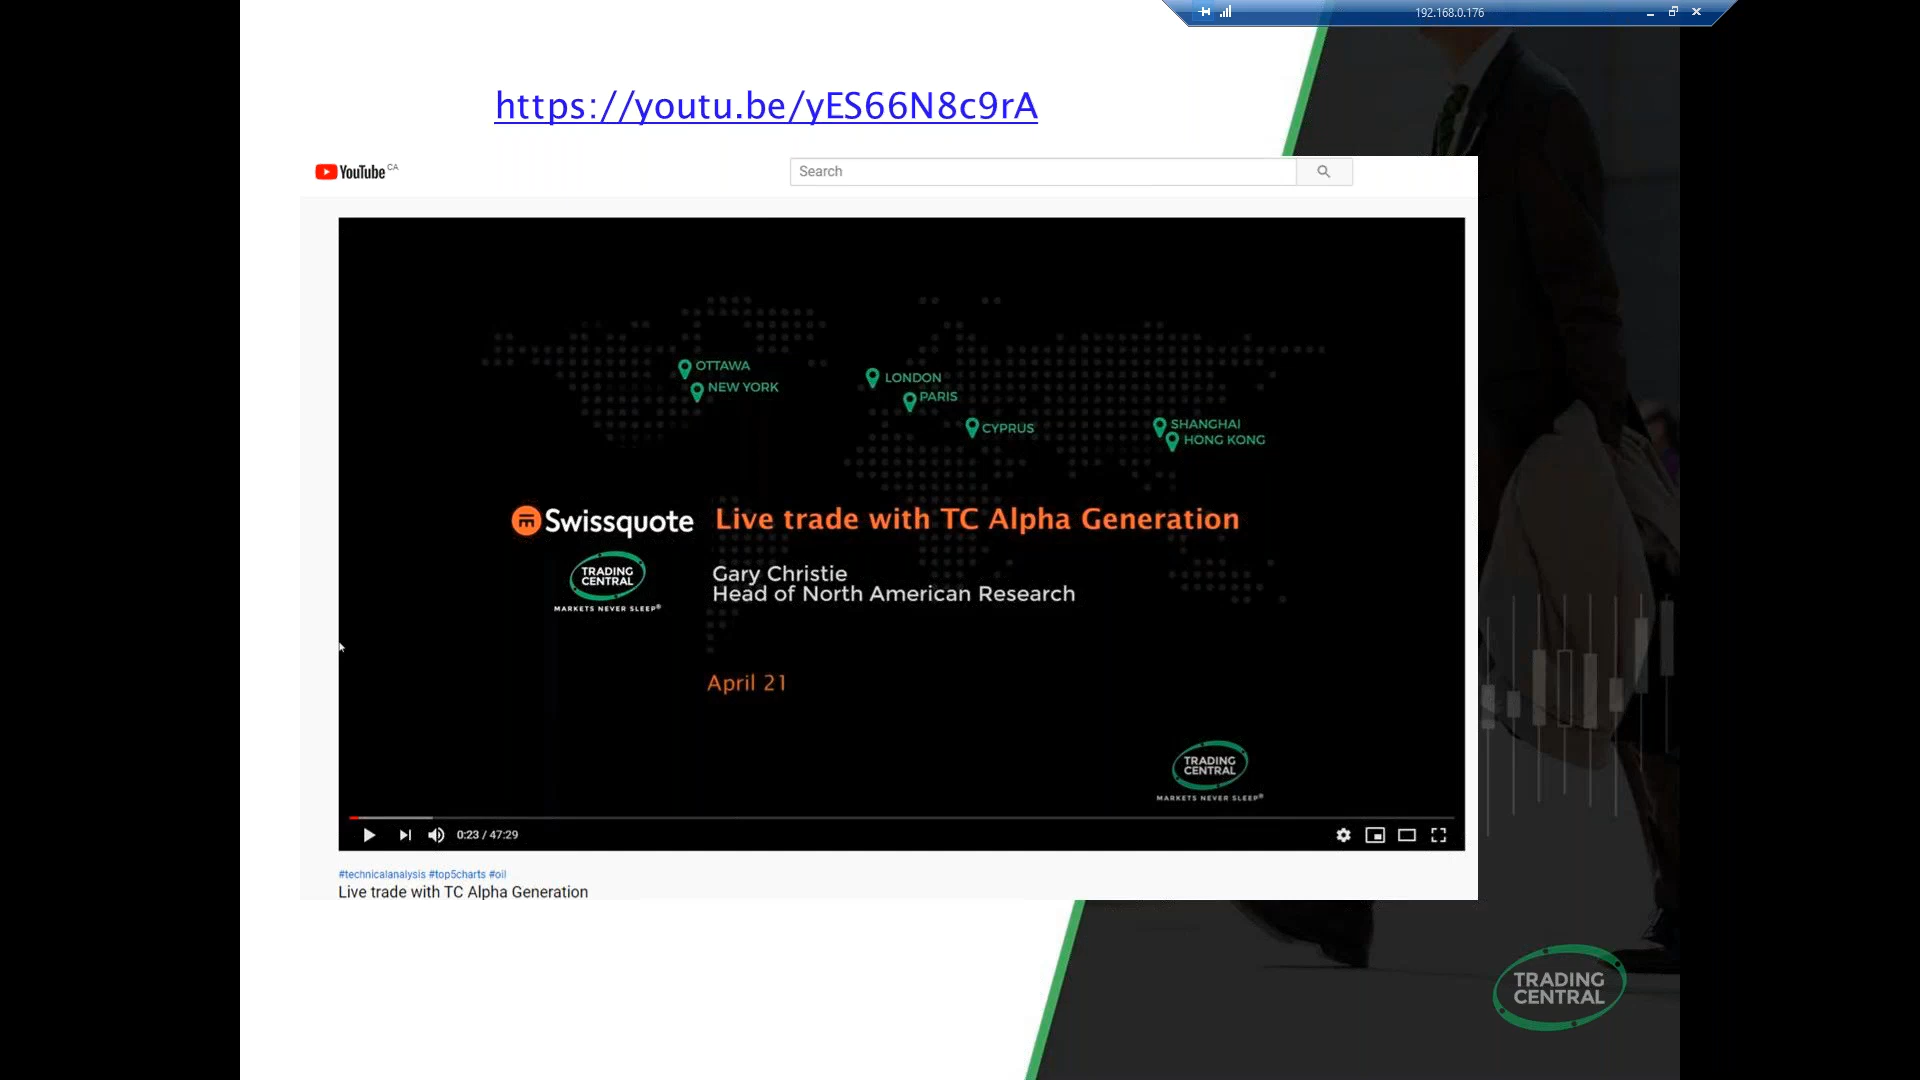 192.168.0.176
https://youtu.be/yES66N8c9rA
YouTube CA
Search
OTTAWA
NEW YORK
LONDON
PARIS
CYPRUS
SHANGHAI
HONG KONG
Swissquote
Live trade with TC Alpha Generation
TRADING
CENTRAL
MARKETS NEVER SLEEP®
Gary Christie
Head of North American Research
April 21
TRADING
CENTRAL
MARKETS NEVER SLEEP®
0:23 / 47:29
#technicalanalysis #top5charts #oil
Live trade with TC Alpha Generation
TRADING
CENTRAL